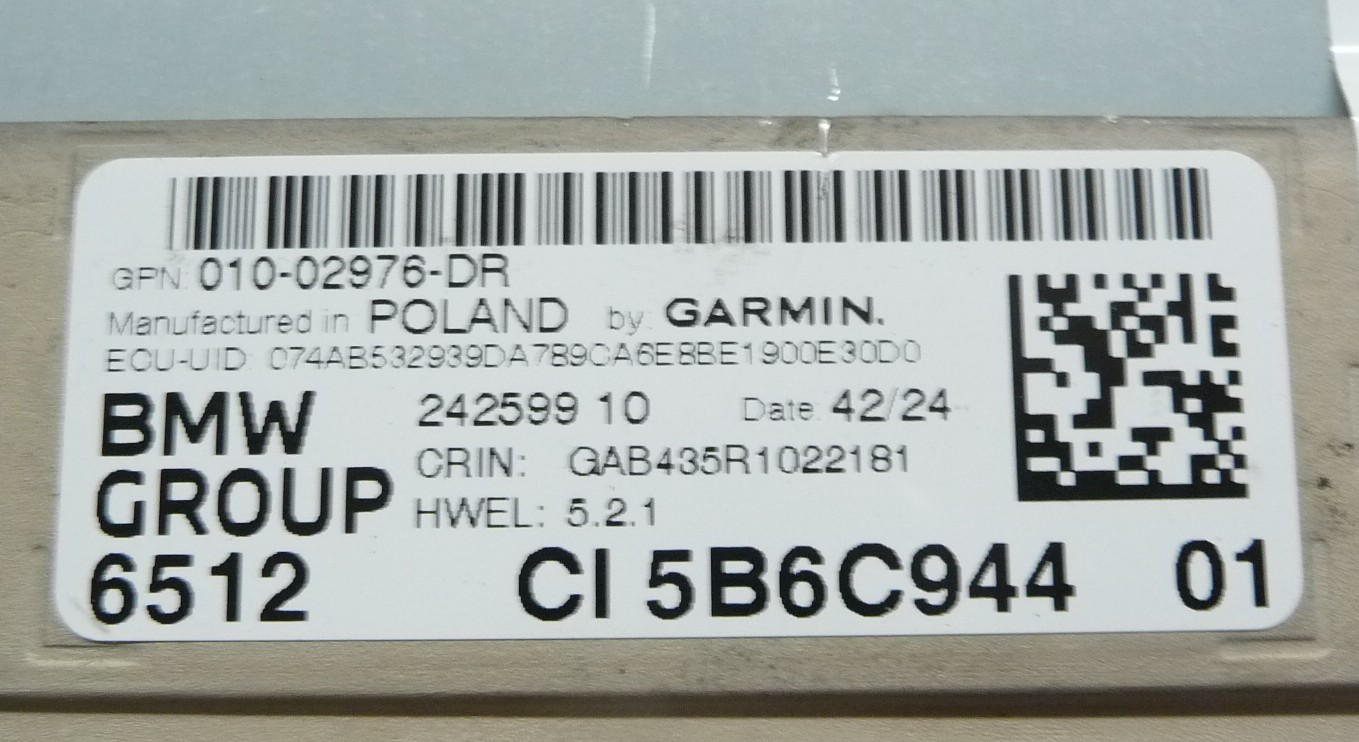 GPN: 010-02976-DR
Manufactured in POLAND by: GARMIN.
ECU-UID: 074AB532939DA789CA6E8BE1900E30D0
BMW GROUP
242599 10 Date: 42/24
CRIN: GAB435R1022181
HWEL: 5.2.1
6512 CI 5B6C944 01